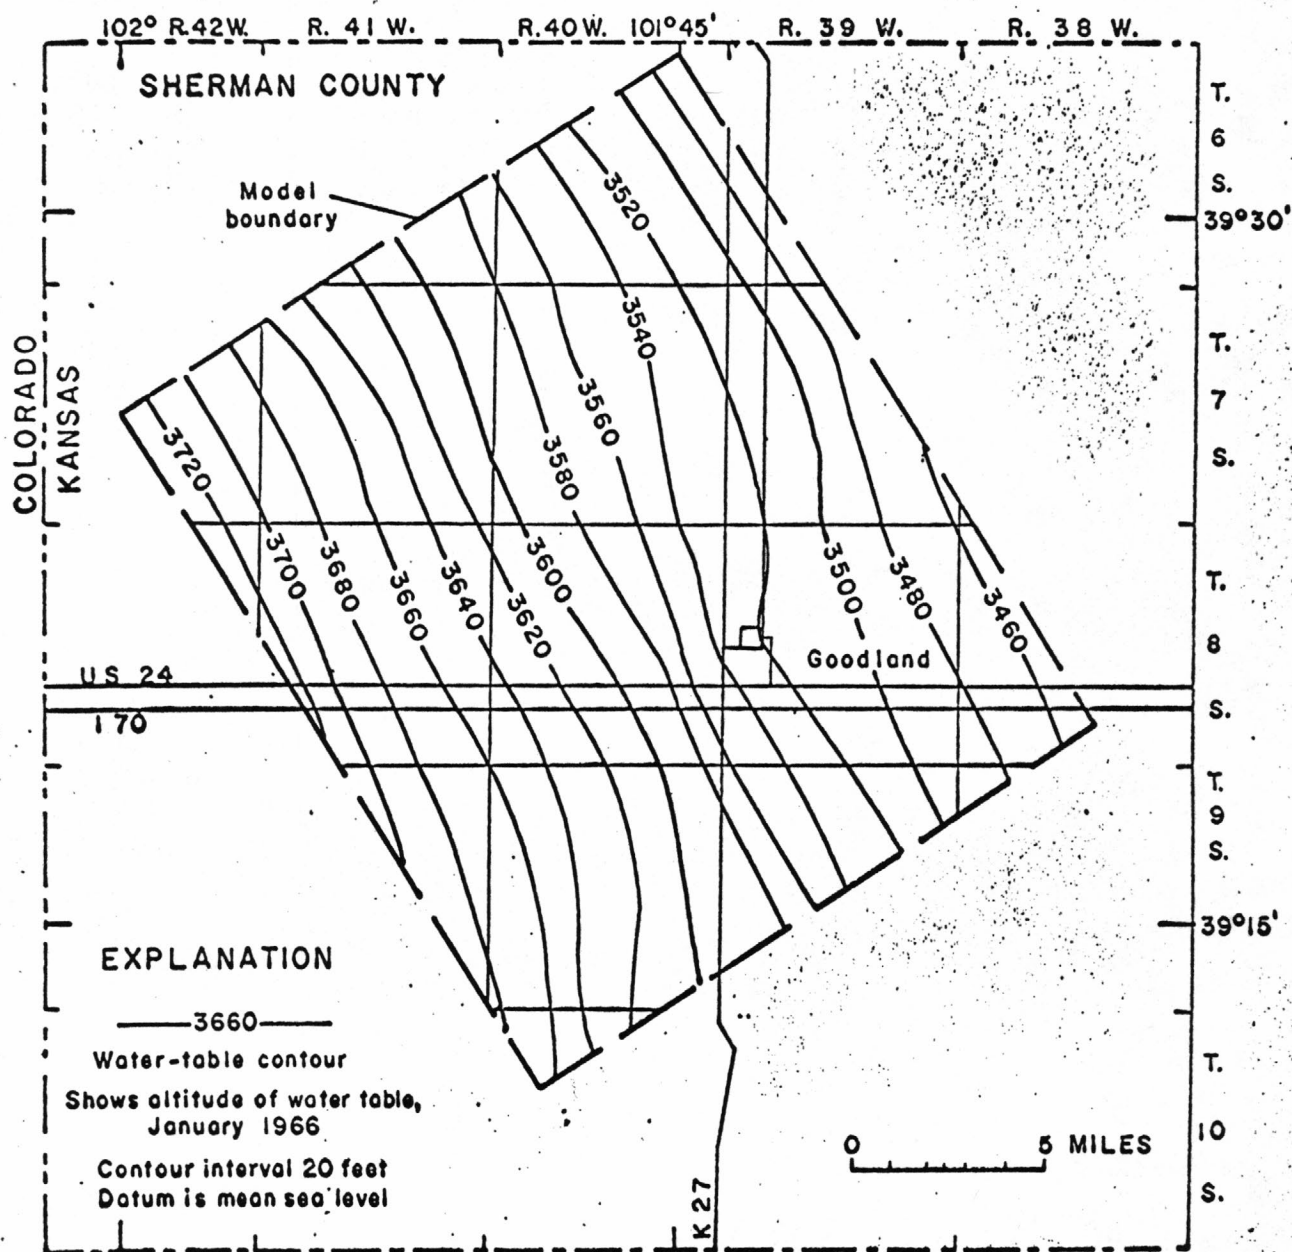 102° R.42W. R. 41 W. R.40W. 101°45' R. 39 W. R. 38 W.
SHERMAN COUNTY
T.
6
S.
39°30'
Model
boundary
COLORADO
KANSAS
T.
7
S.
3520
3540
3560
3580
3720
3700
3680
3660
3640
3620
3600
3500
3480
3460
T.
8
S.
Goodland
US 24
I 70
T.
9
S.
39°15'
EXPLANATION
3660
Water-table contour
Shows altitude of water table,
January 1966
Contour interval 20 feet
Datum is mean sea level
T.
10
S.
0 5 MILES
K 27